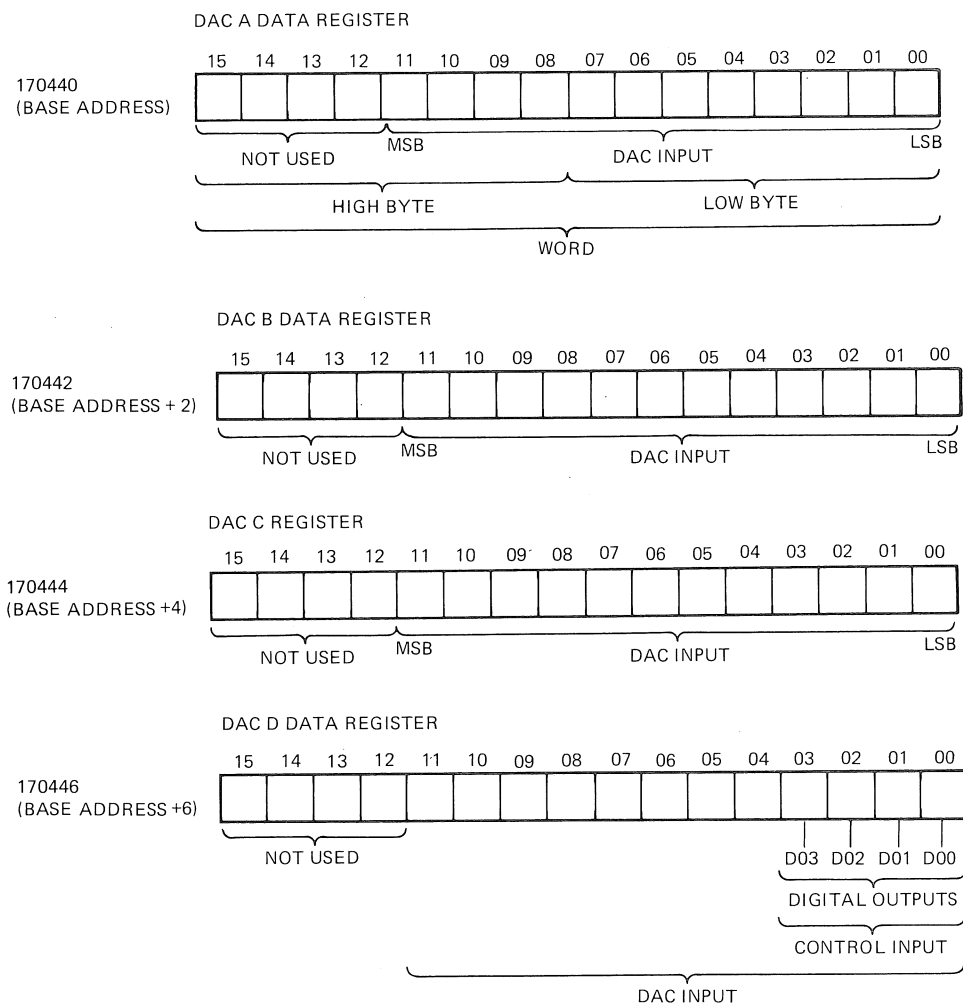 DAC A DATA REGISTER
15 14 13 12 11 10 09 08 07 06 05 04 03 02 01 00
170440
(BASE ADDRESS)
MSB LSB
NOT USED DAC INPUT
HIGH BYTE LOW BYTE
WORD
DAC B DATA REGISTER
15 14 13 12 11 10 09 08 07 06 05 04 03 02 01 00
170442
(BASE ADDRESS + 2)
MSB LSB
NOT USED DAC INPUT
DAC C REGISTER
15 14 13 12 11 10 09 08 07 06 05 04 03 02 01 00
170444
(BASE ADDRESS +4)
MSB LSB
NOT USED DAC INPUT
DAC D DATA REGISTER
15 14 13 12 11 10 09 08 07 06 05 04 03 02 01 00
170446
(BASE ADDRESS +6)
NOT USED D03 D02 D01 D00
DIGITAL OUTPUTS
CONTROL INPUT
DAC INPUT